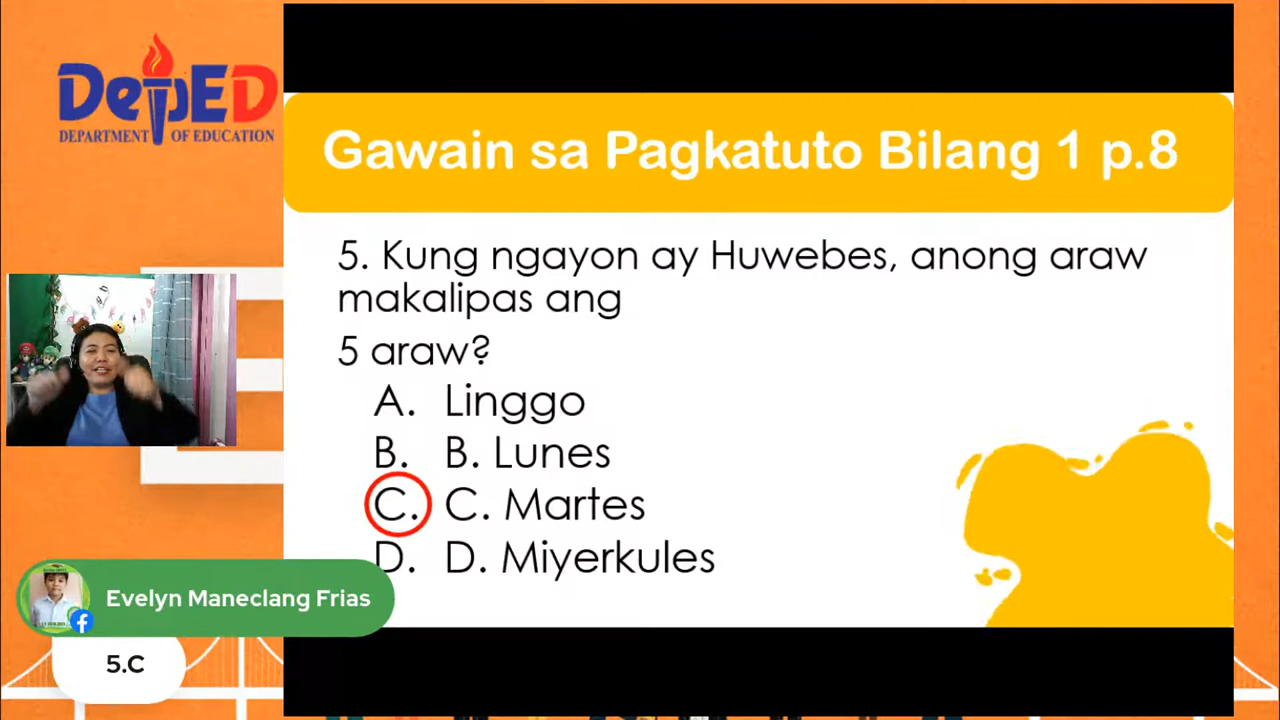 DepED
DEPARTMENT OF EDUCATION
Gawain sa Pagkatuto Bilang 1 p.8
5. Kung ngayon ay Huwebes, anong araw
makalipas ang
5 araw?
A. Linggo
B. B. Lunes
C. C. Martes
D. D. Miyerkules
Evelyn Maneclang Frias
5.C